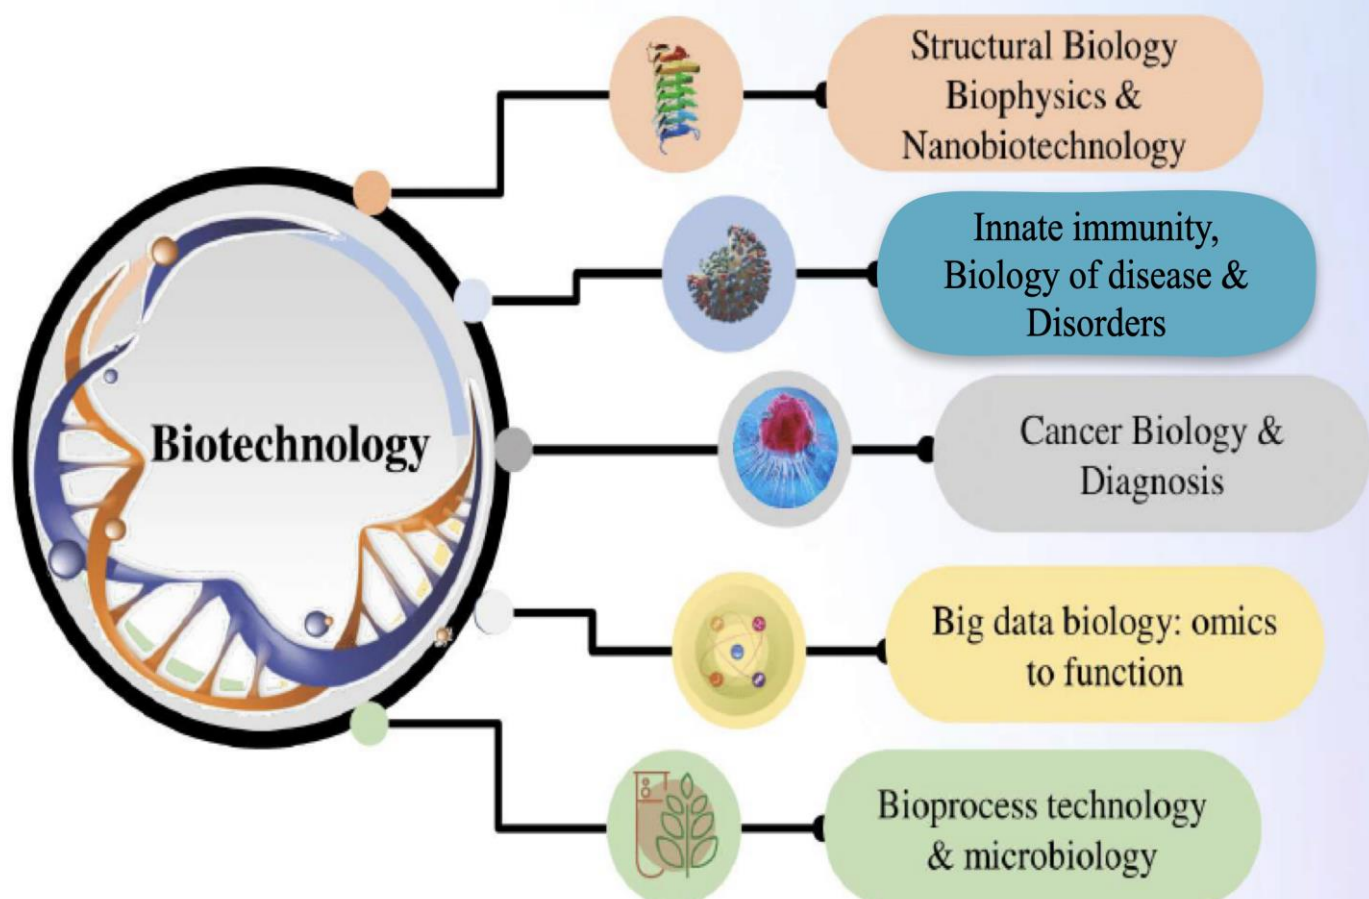 Structural Biology
Biophysics &
Nanobiotechnology
Innate immunity,
Biology of disease &
Disorders
Biotechnology
Cancer Biology &
Diagnosis
Big data biology: omics
to function
Bioprocess technology
& microbiology